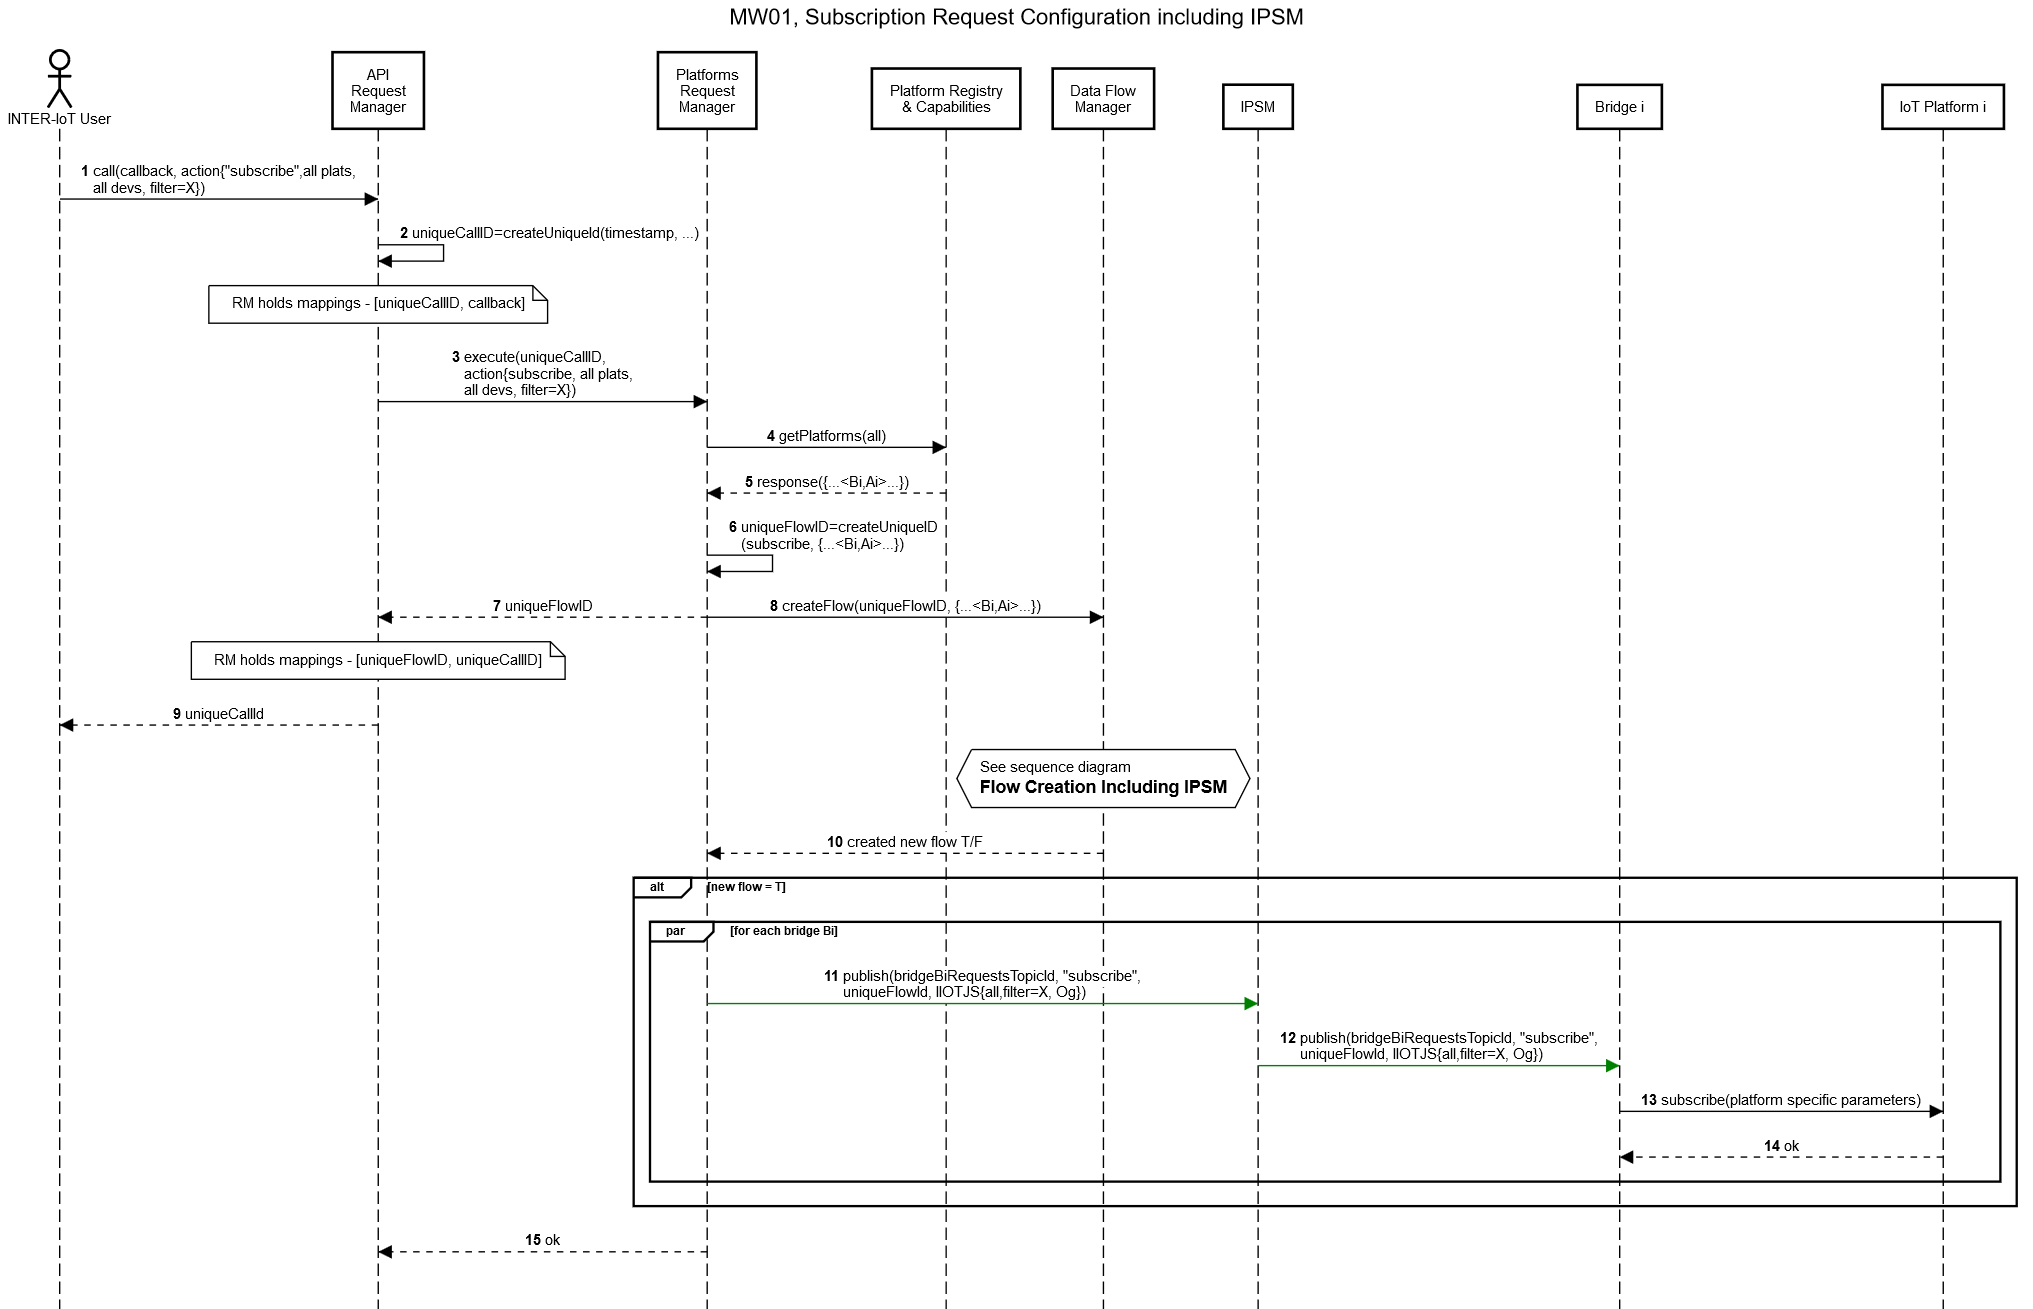 MW01, Subscription Request Configuration including IPSM
INTER-IoT User
API
Request
Manager
Platforms
Request
Manager
Platform Registry
& Capabilities
Data Flow
Manager
IPSM
Bridge i
IoT Platform i
1 call(callback, action{"subscribe",all plats,
all devs, filter=X})
2 uniqueCallID=createUniqueId(timestamp, ...)
RM holds mappings - [uniqueCallID, callback]
3 execute(uniqueCallID,
action{subscribe, all plats,
all devs, filter=X})
4 getPlatforms(all)
5 response({...<Bi,Ai>...})
6 uniqueFlowID=createUniqueID
(subscribe, {...<Bi,Ai>...})
7 uniqueFlowID
8 createFlow(uniqueFlowID, {...<Bi,Ai>...})
RM holds mappings - [uniqueFlowID, uniqueCallID]
9 uniqueCallId
See sequence diagram
Flow Creation Including IPSM
10 created new flow T/F
alt [new flow = T]
par [for each bridge Bi]
11 publish(bridgeBiRequestsTopicId, "subscribe",
uniqueFlowId, IIOTJS{all,filter=X, Og})
12 publish(bridgeBiRequestsTopicId, "subscribe",
uniqueFlowId, IIOTJS{all,filter=X, Og})
13 subscribe(platform specific parameters)
14 ok
15 ok